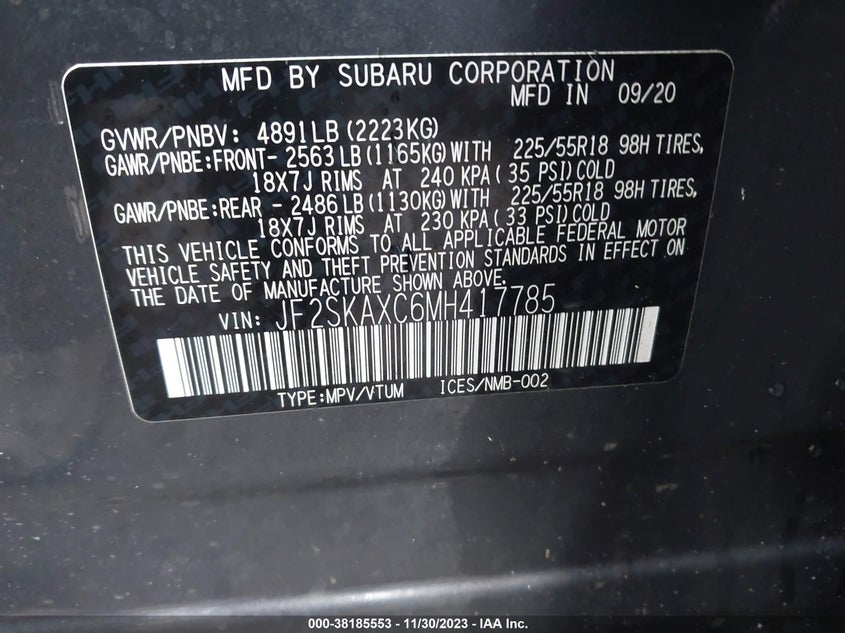 MFD BY SUBARU CORPORATION
MFD IN 09/20
GVWR/PNBV: 4891LB (2223KG)
GAWR/PNBE:FRONT- 2563LB (1165KG) WITH 225/55R18 98H TIRES,
18X7J RIMS AT 240 KPA ( 35 PSI) COLD
GAWR/PNBE:REAR - 2486LB (1130KG) WITH 225/55R18 98H TIRES,
18X7J RIMS AT 230 KPA ( 33 PSI) COLD
THIS VEHICLE CONFORMS TO ALL APPLICABLE FEDERAL MOTOR
VEHICLE SAFETY AND THEFT PREVENTION STANDARDS IN EFFECT ON
THE DATE OF MANUFACTURE SHOWN ABOVE.
VIN: JF2SKAXC6MH417785
TYPE:MPV/VTUM ICES/NMB-002
000-38185553 - 11/30/2023 - IAA Inc.